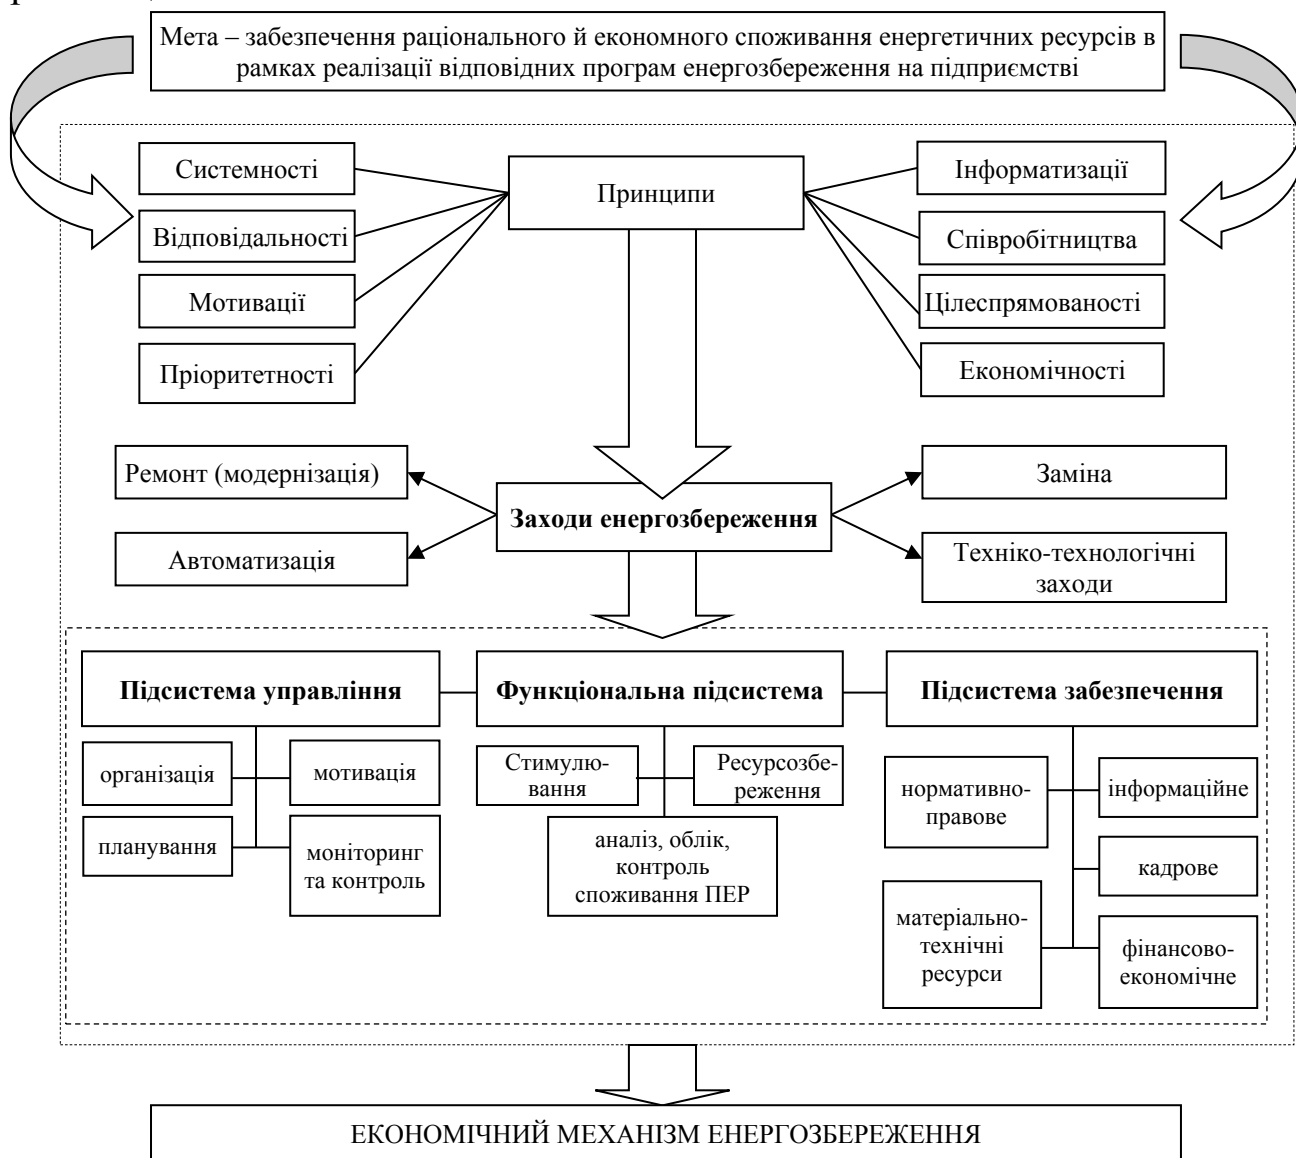 Мета – забезпечення раціонального й економного споживання енергетичних ресурсів в
рамках реалізації відповідних програм енергозбереження на підприємстві
Системності
Відповідальності
Мотивації
Пріоритетності
Принципи
Інформатизації
Співробітництва
Цілеспрямованості
Економічності
Ремонт (модернізація)
Автоматизація
Заходи енергозбереження
Заміна
Техніко-технологічні
заходи
Підсистема управління
організація
мотивація
планування
моніторинг
та контроль
Функціональна підсистема
Стимулю-
вання
Ресурсозбе-
реження
аналіз, облік,
контроль
споживання ПЕР
Підсистема забезпечення
нормативно-
правове
інформаційне
кадрове
матеріально-
технічні
ресурси
фінансово-
економічне
ЕКОНОМІЧНИЙ МЕХАНІЗМ ЕНЕРГОЗБЕРЕЖЕННЯ